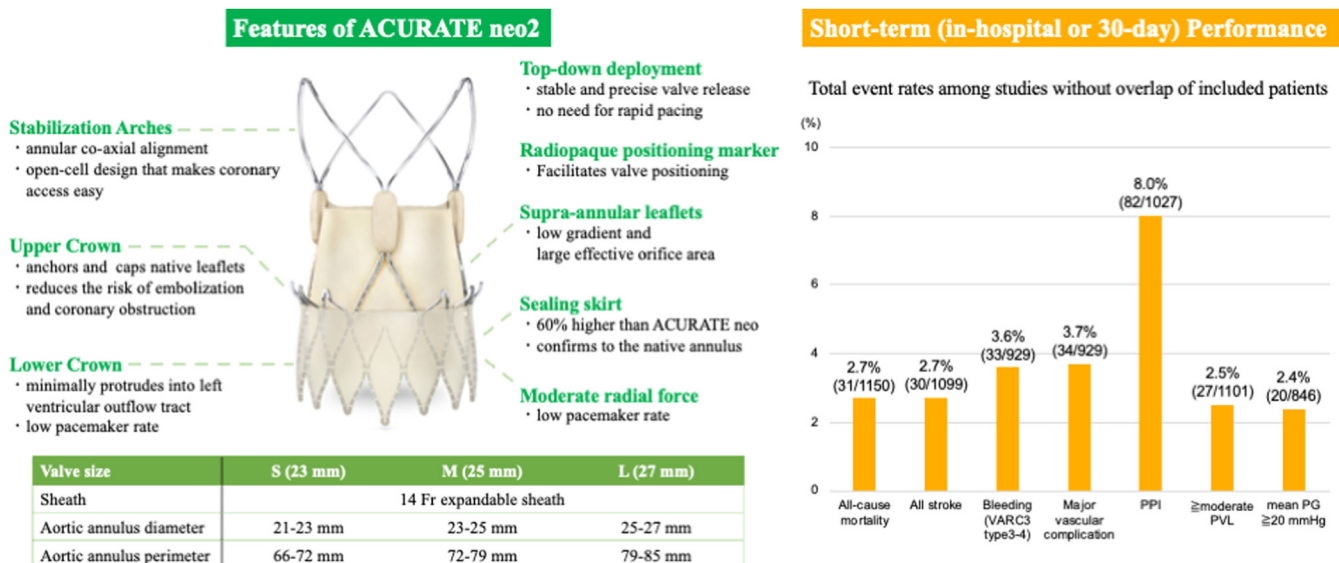 Features of ACURATE neo2
Stabilization Arches
· annular co-axial alignment
· open-cell design that makes coronary
access easy
Upper Crown
· anchors and caps native leaflets
· reduces the risk of embolization
and coronary obstruction
Lower Crown
· minimally protrudes into left
ventricular outflow tract
· low pacemaker rate
Top-down deployment
· stable and precise valve release
· no need for rapid pacing
Radiopaque positioning marker
· Facilitates valve positioning
Supra-annular leaflets
· low gradient and
large effective orifice area
Sealing skirt
· 60% higher than ACURATE neo
· confirms to the native annulus
Moderate radial force
· low pacemaker rate
Valve size S (23 mm) M (25 mm) L (27 mm)
Sheath 14 Fr expandable sheath
Aortic annulus diameter 21-23 mm 23-25 mm 25-27 mm
Aortic annulus perimeter 66-72 mm 72-79 mm 79-85 mm
Short-term (in-hospital or 30-day) Performance
Total event rates among studies without overlap of included patients
(%)
10
8
6
4
2
0
2.7%
(31/1150)
2.7%
(30/1099)
3.6%
(33/929)
3.7%
(34/929)
8.0%
(82/1027)
2.5%
(27/1101)
2.4%
(20/846)
All-cause
mortality
All stroke
Bleeding
(VARC3
type3-4)
Major
vascular
complication
PPI
≧moderate
PVL
mean PG
≧20 mmHg